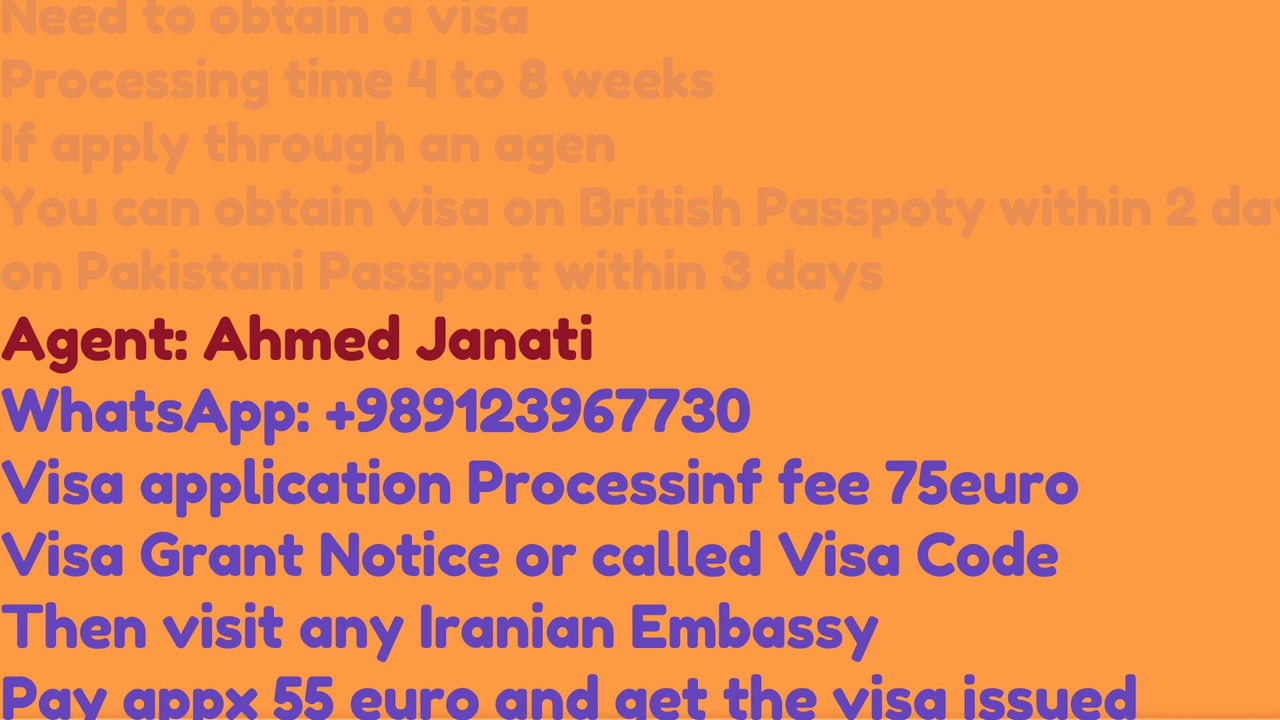 Need to obtain a visa
Processing time 4 to 8 weeks
If apply through an agen
You can obtain visa on British Passpoty within 2 day
on Pakistani Passport within 3 days
Agent: Ahmed Janati
WhatsApp: +989123967730
Visa application Processinf fee 75euro
Visa Grant Notice or called Visa Code
Then visit any Iranian Embassy
Pay appx 55 euro and get the visa issued